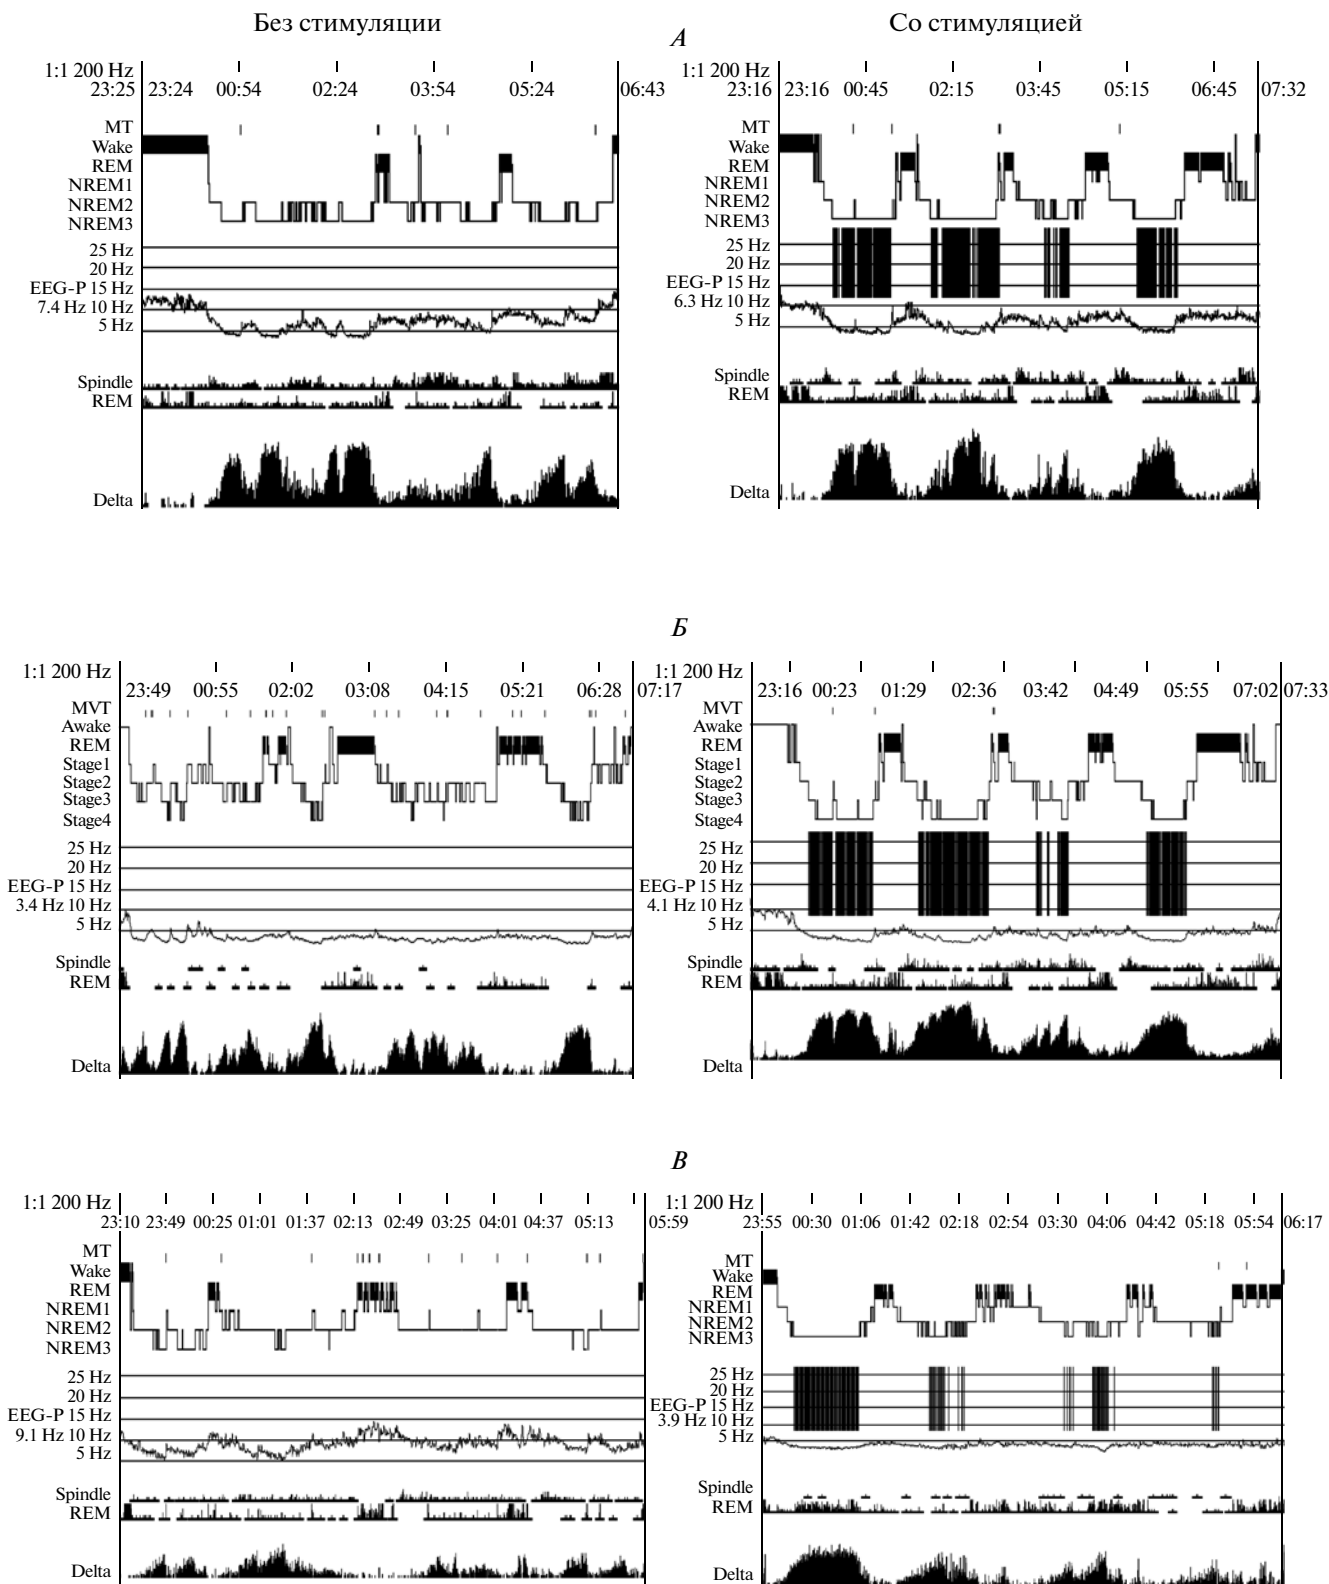 Без стимуляции
Со стимуляцией
А
1:1 200 Hz
23:25 23:24 00:54 02:24 03:54 05:24 06:43
MT
Wake
REM
NREM1
NREM2
NREM3
25 Hz
20 Hz
EEG-P 15 Hz
7.4 Hz 10 Hz
5 Hz
Spindle
REM
Delta
1:1 200 Hz
23:16 23:16 00:45 02:15 03:45 05:15 06:45 07:32
MT
Wake
REM
NREM1
NREM2
NREM3
25 Hz
20 Hz
EEG-P 15 Hz
6.3 Hz 10 Hz
5 Hz
Spindle
REM
Delta
Б
1:1 200 Hz
23:49 00:55 02:02 03:08 04:15 05:21 06:28 07:17
MVT
Awake
REM
Stage1
Stage2
Stage3
Stage4
25 Hz
20 Hz
EEG-P 15 Hz
3.4 Hz 10 Hz
5 Hz
Spindle
REM
Delta
1:1 200 Hz
23:16 00:23 01:29 02:36 03:42 04:49 05:55 07:02 07:33
MVT
Awake
REM
Stage1
Stage2
Stage3
Stage4
25 Hz
20 Hz
EEG-P 15 Hz
4.1 Hz 10 Hz
5 Hz
Spindle
REM
Delta
В
1:1 200 Hz
23:10 23:49 00:25 01:01 01:37 02:13 02:49 03:25 04:01 04:37 05:13 05:59
MT
Wake
REM
NREM1
NREM2
NREM3
25 Hz
20 Hz
EEG-P 15 Hz
9.1 Hz 10 Hz
5 Hz
Spindle
REM
Delta
1:1 200 Hz
23:55 00:30 01:06 01:42 02:18 02:54 03:30 04:06 04:42 05:18 05:54 06:17
MT
Wake
REM
NREM1
NREM2
NREM3
25 Hz
20 Hz
EEG-P 15 Hz
3.9 Hz 10 Hz
5 Hz
Spindle
REM
Delta